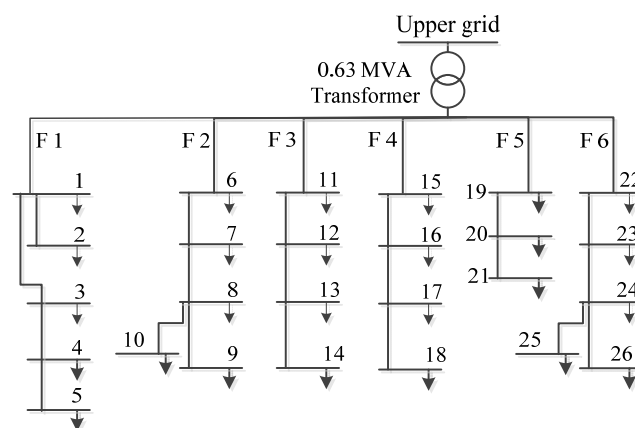 Upper grid
0.63 MVA
Transformer
F 1 F 2 F 3 F 4 F 5 F 6
1 6 11 15 19 22
2 7 12 16 20 23
3 8 13 17 21 24
10 25
4 9 14 18 26
5